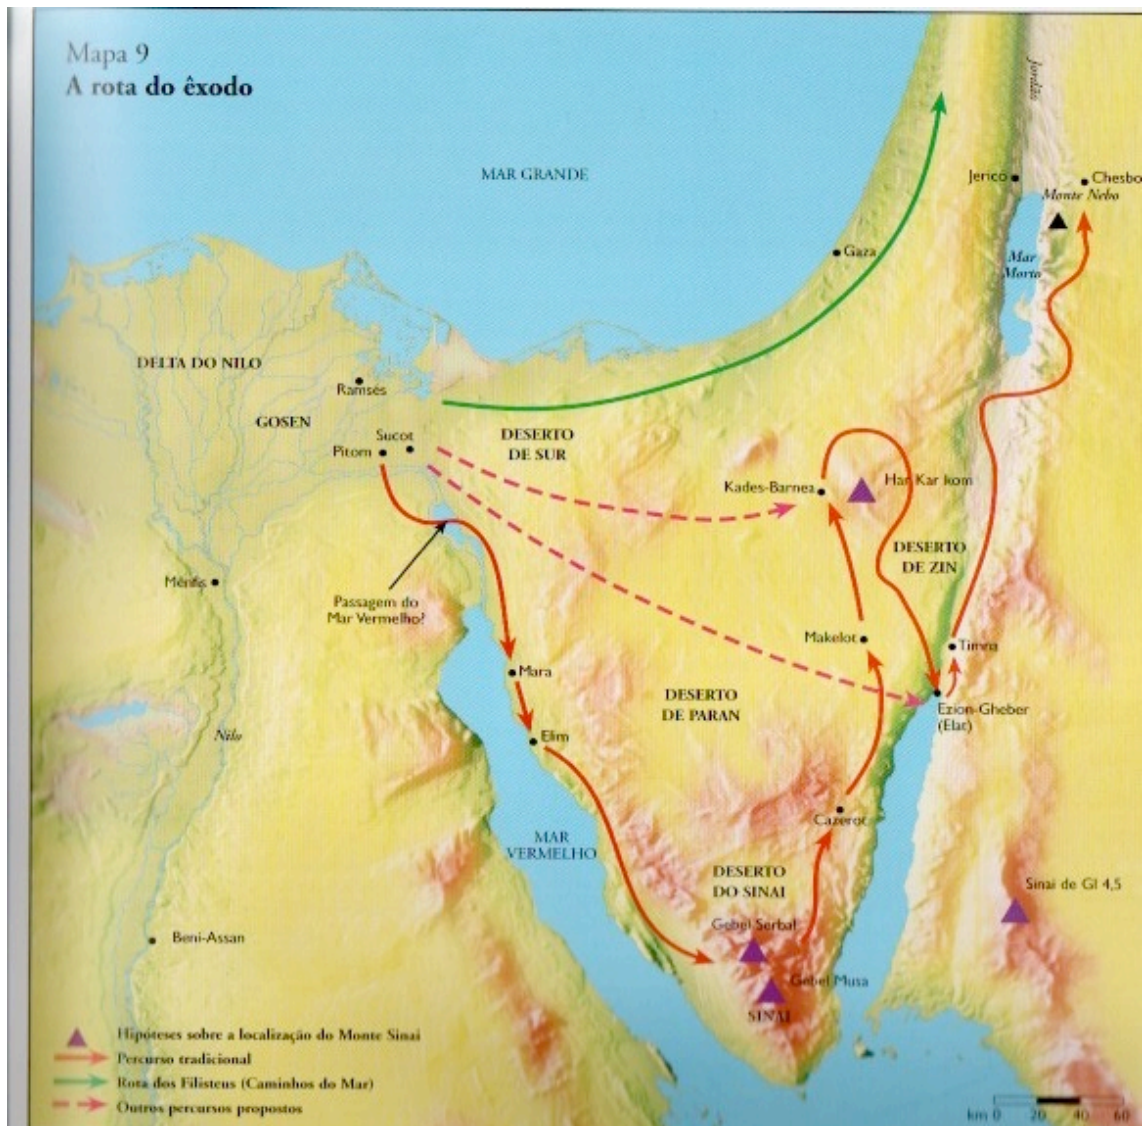 Mapa 9
A rota do êxodo
MAR GRANDE
Jordão
Jerico
Chesbo
Monte Nebo
Mar
Morto
Gaza
DELTA DO NILO
Ramsés
GOSEN
Sucot
Pitom
DESERTO
DE SUR
Kades-Barnea
Har Kar kom
DESERTO
DE ZIN
Mênfis
Passagem do
Mar Vermelho?
Makelot
Timna
Mara
DESERTO
DE PARAN
Ezion-Gheber
(Elat)
Nilo
Elim
Cazerot
MAR
VERMELHO
DESERTO
DO SINAI
Sinai de Gl 4,5
Gebel Serbal
Beni-Assan
Gebel Musa
SINAI
Hipóteses sobre a localização do Monte Sinai
Percurso tradicional
Rota dos Filisteus (Caminhos do Mar)
Outros percursos propostos
km 0 20 40 60